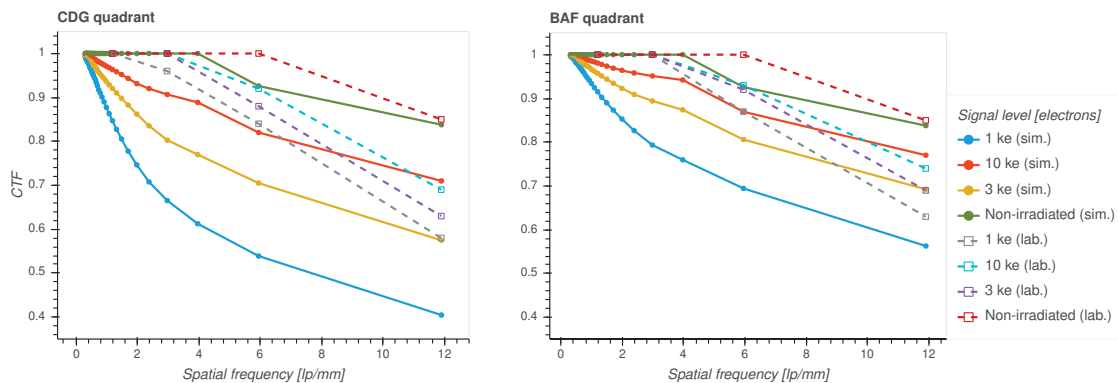 CDG quadrant
CTF
1
0.9
0.8
0.7
0.6
0.5
0.4
0 2 4 6 8 10 12
Spatial frequency [lp/mm]
BAF quadrant
1
0.9
0.8
0.7
0.6
0.5
0.4
0 2 4 6 8 10 12
Spatial frequency [lp/mm]
Signal level [electrons]
1 ke (sim.)
10 ke (sim.)
3 ke (sim.)
Non-irradiated (sim.)
1 ke (lab.)
10 ke (lab.)
3 ke (lab.)
Non-irradiated (lab.)